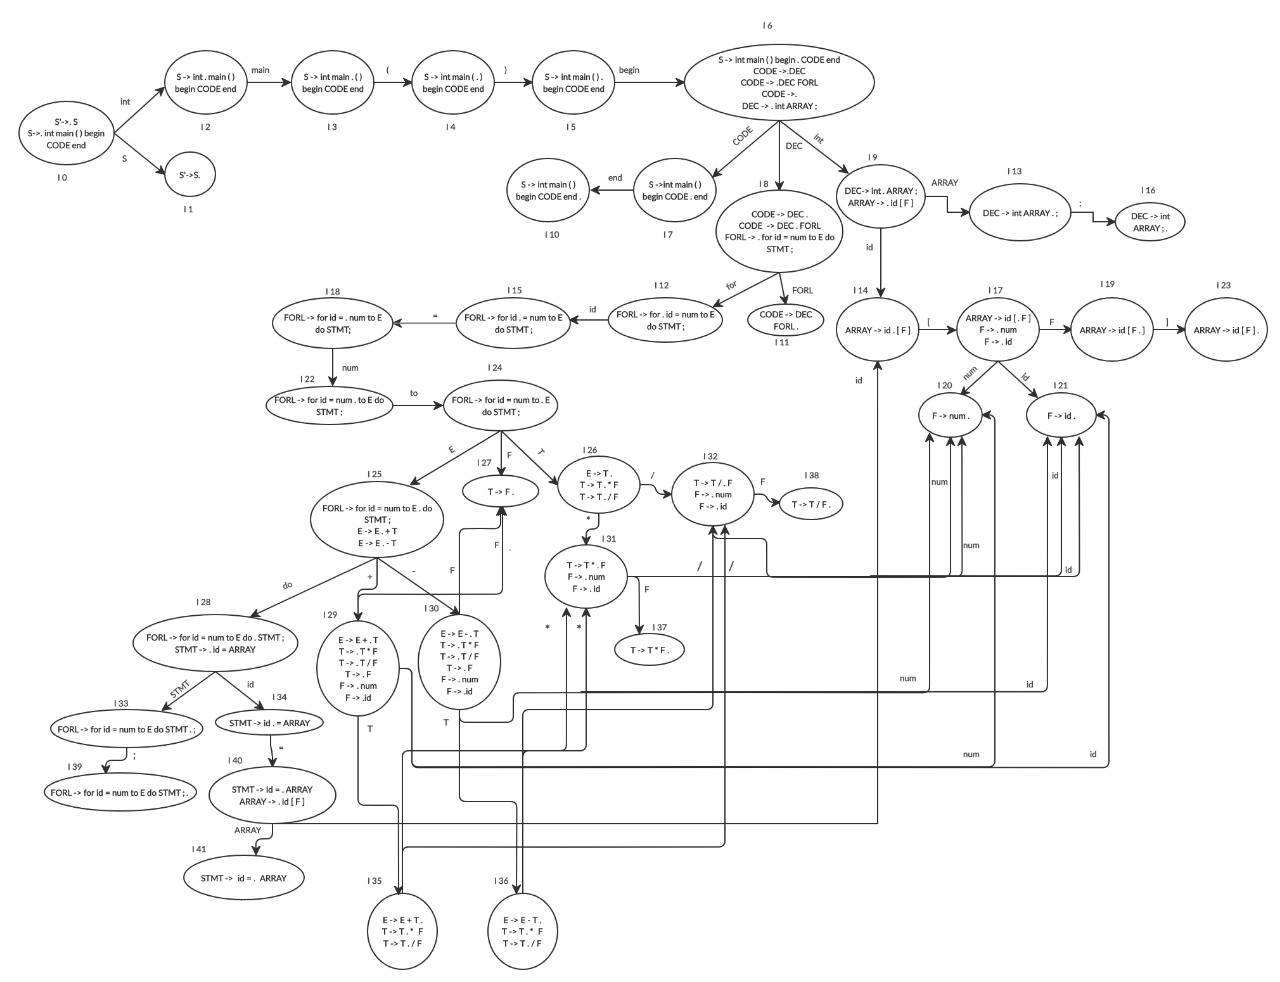 I 6
S -> int main ( ) begin . CODE end
CODE ->.DEC
CODE -> .DEC FORL
CODE ->.
DEC -> . int ARRAY ;
S -> int . main ( )
begin CODE end
main
S -> int main . ( )
begin CODE end
(
S -> int main ( . )
begin CODE end
)
S -> int main ( ) .
begin CODE end
begin
int
S'->. S
S->. int main ( ) begin
CODE end
I 2
I 3
I 4
I 5
S
I 0
S'->S.
I 1
CODE
DEC
int
I 9
I 8
S -> int main ( )
begin CODE end .
end
S ->int main ( )
begin CODE . end
I 10
I 7
DEC-> int . ARRAY ;
ARRAY -> . id [ F ]
ARRAY
I 13
DEC -> int ARRAY . ;
;
I 16
DEC -> int
ARRAY ; .
CODE -> DEC .
CODE -> DEC . FORL
FORL -> . for id = num to E do
STMT ;
id
for
FORL
I 18
I 15
I 12
I 14
I 17
I 19
I 23
FORL -> for id = . num to E
do STMT;
=
FORL -> for id . = num to E
do STMT ;
id
FORL -> for . id = num to E
do STMT ;
CODE -> DEC
FORL .
I 11
ARRAY -> id . [ F ]
[
ARRAY -> id [ . F ]
F -> . num
F -> . id
F
ARRAY -> id [ F . ]
]
ARRAY -> id [ F ] .
num
I 22
FORL -> for id = num . to E do
STMT ;
to
I 24
FORL -> for id = num to . E
do STMT ;
id
num
id
I 20
I 21
F -> num .
F -> id .
E
F
T
I 25
I 27
I 26
I 32
I 38
FORL -> for id = num to E . do
STMT ;
E -> E . + T
E -> E . - T
T -> F .
E -> T .
T -> T . * F
T -> T . / F
/
T -> T / . F
F -> . num
F -> . id
F
T -> T / F .
num
id
*
F
.
I 31
T -> T * . F
F -> . num
F -> . id
/
/
num
id
F
+
-
F
do
I 28
I 29
I 30
FORL -> for id = num to E do . STMT ;
STMT -> . id = ARRAY
E -> E + . T
T -> . T * F
T -> . T / F
T -> . F
F -> . num
F -> .id
E -> E - . T
T -> . T * F
T -> . T / F
T -> . F
F -> . num
F -> .id
*
*
I 37
T -> T * F .
num
id
STMT
id
I 33
I 34
FORL -> for id = num to E do STMT . ;
STMT -> id . = ARRAY
T
T
;
=
num
id
I 39
I 40
FORL -> for id = num to E do STMT ; .
STMT -> id = . ARRAY
ARRAY -> . id [ F ]
ARRAY
I 41
STMT -> id = . ARRAY
I 35
I 36
E -> E + T .
T -> T . * F
T -> T . / F
E -> E - T .
T -> T . * F
T -> T . / F